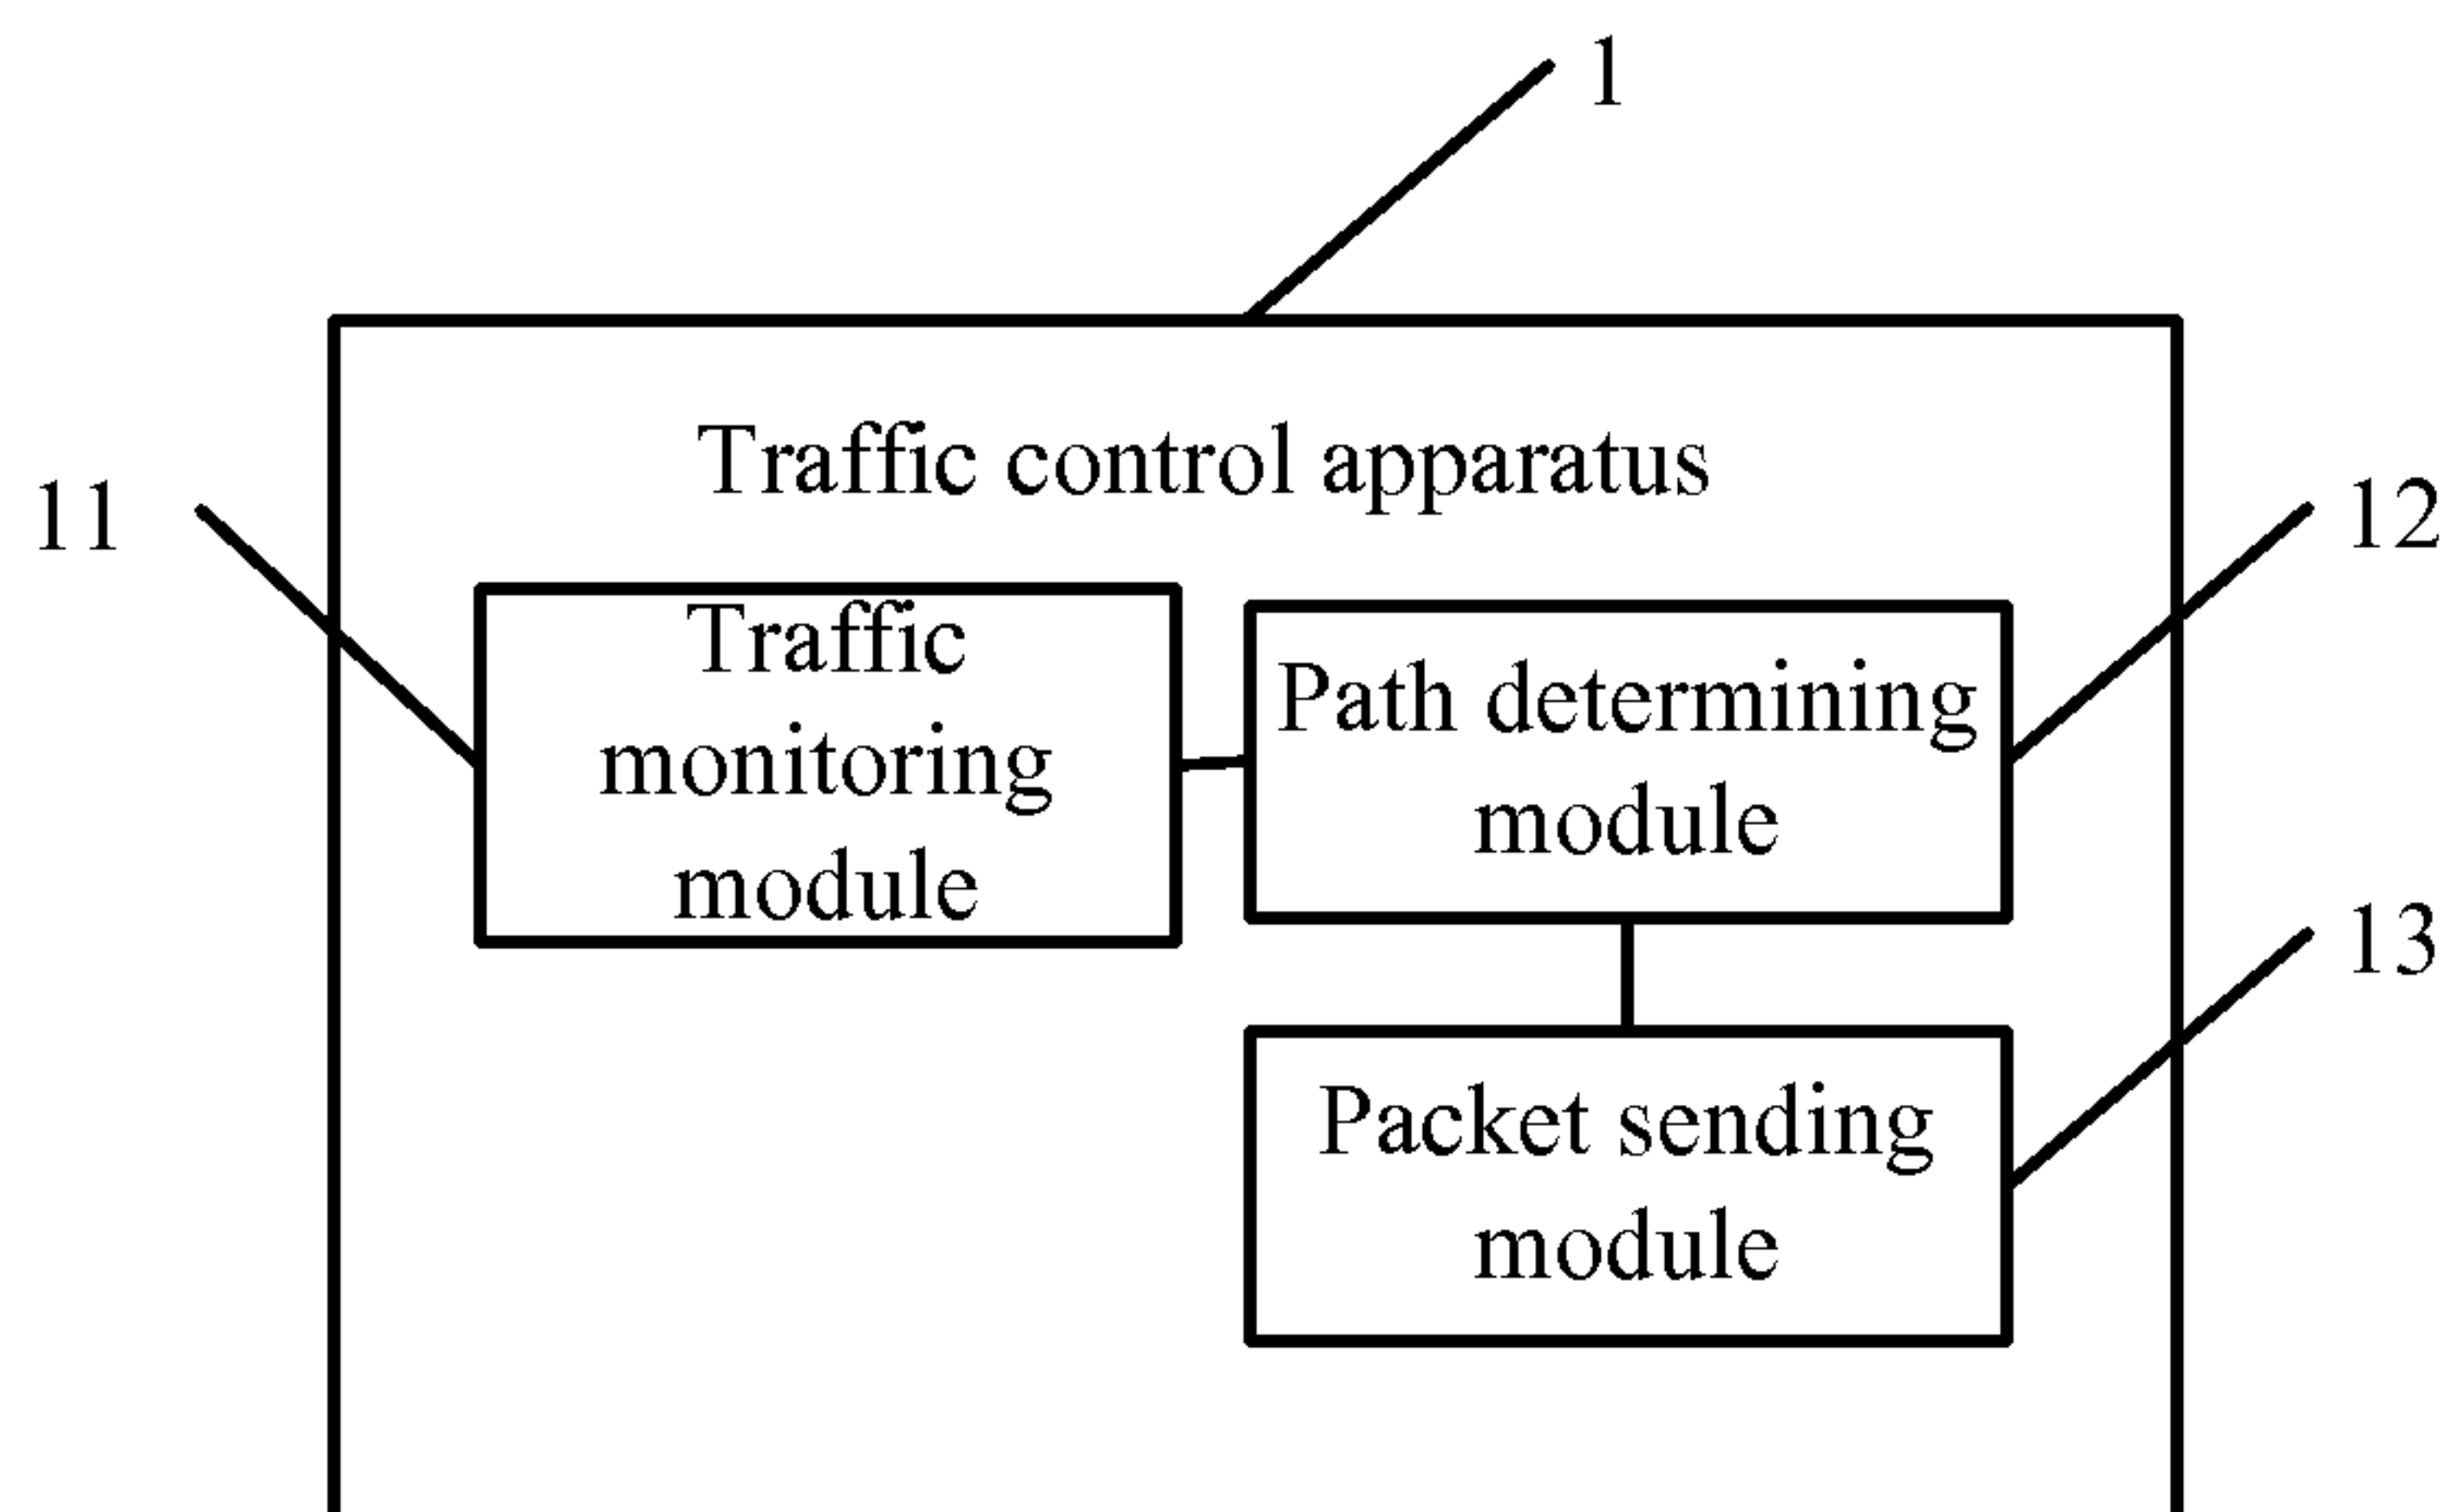 1
Traffic control apparatus
11
12
Traffic
monitoring
module
Path determining
module
13
Packet sending
module